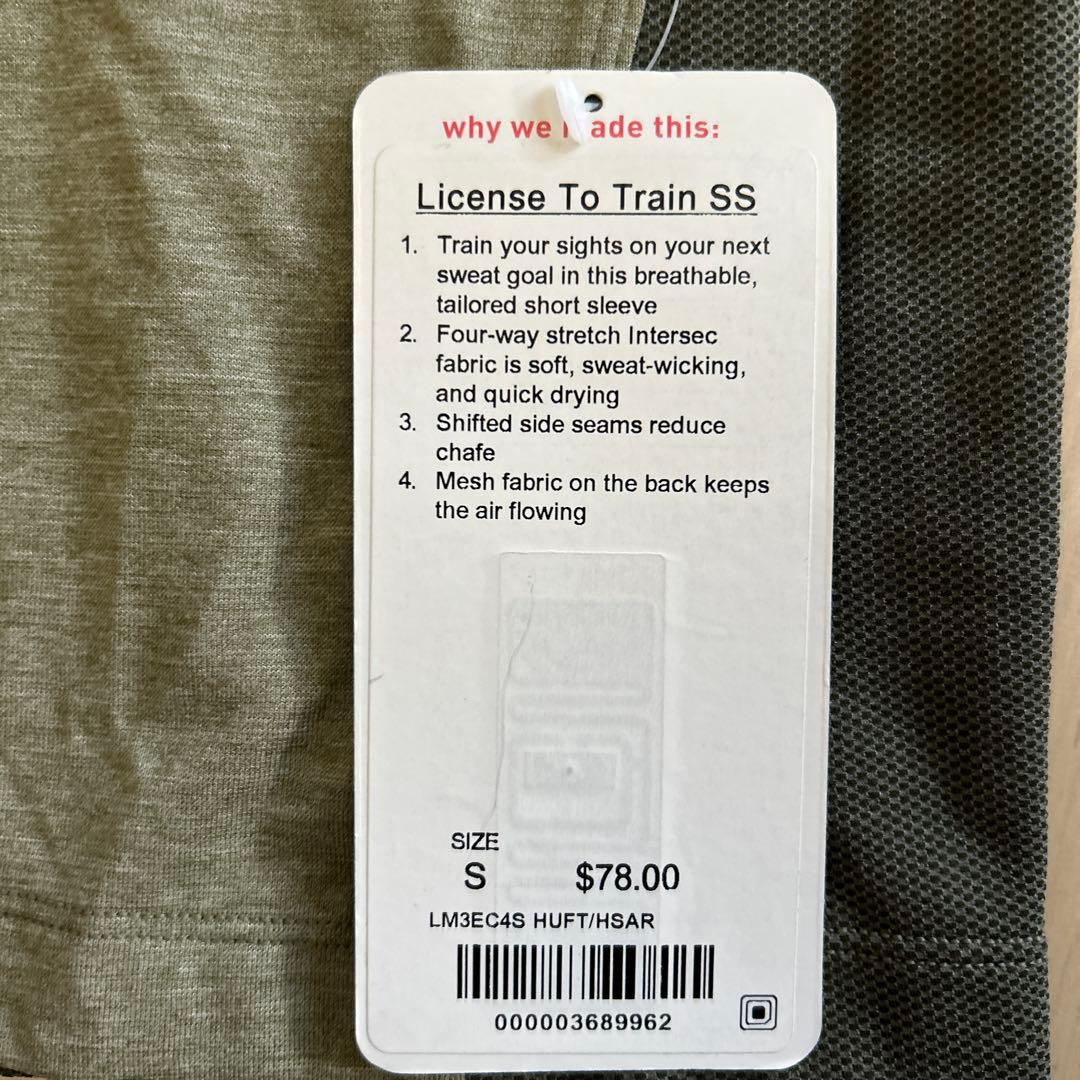 why we ade this:
License To Train SS
1. Train your sights on your next
sweat goal in this breathable,
tailored short sleeve
2. Four-way stretch Intersec
fabric is soft, sweat-wicking,
and quick drying
3. Shifted side seams reduce
chafe
4. Mesh fabric on the back keeps
the air flowing
SIZE
S $78.00
LM3EC4S HUFT/HSAR
000003689962